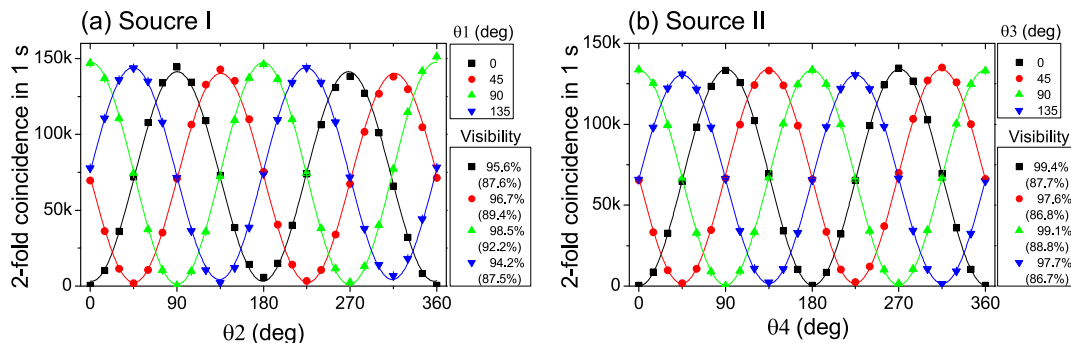 (a) Soucre I
θ1 (deg)
0
45
90
135
Visibility
95.6%
(87.6%)
96.7%
(89.4%)
98.5%
(92.2%)
94.2%
(87.5%)
150k
100k
50k
0
2-fold coincidence in 1 s
0 90 180 270 360
θ2 (deg)
(b) Source II
θ3 (deg)
0
45
90
135
Visibility
99.4%
(87.7%)
97.6%
(86.8%)
99.1%
(88.8%)
97.7%
(86.7%)
150k
100k
50k
0
2-fold coincidence in 1 s
0 90 180 270 360
θ4 (deg)